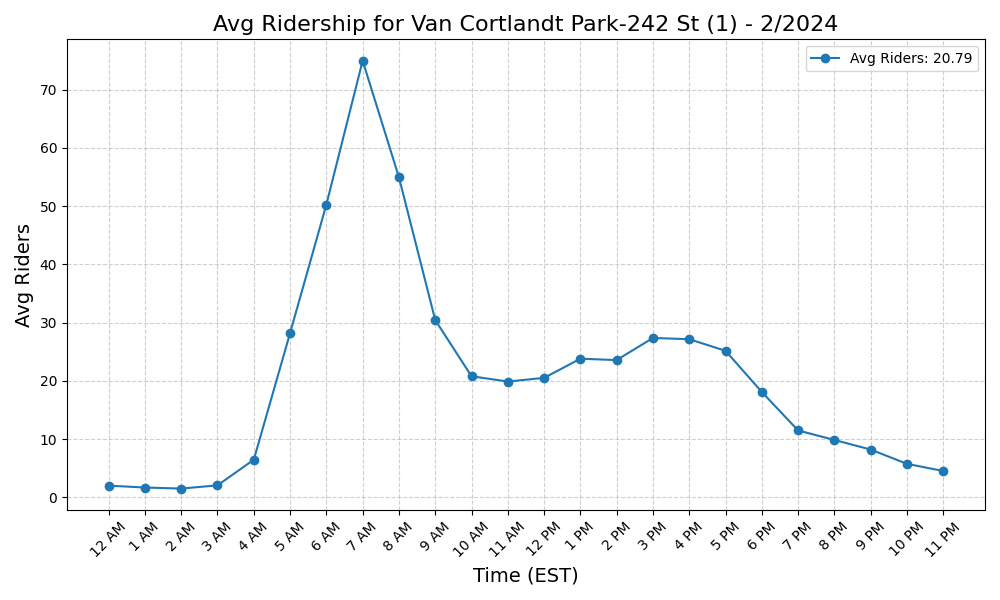 Avg Ridership for Van Cortlandt Park-242 St (1) - 2/2024
Avg Riders: 20.79
Avg Riders
70
60
50
40
30
20
10
0
12 AM
1 AM
2 AM
3 AM
4 AM
5 AM
6 AM
7 AM
8 AM
9 AM
10 AM
11 AM
12 PM
1 PM
2 PM
3 PM
4 PM
5 PM
6 PM
7 PM
8 PM
9 PM
10 PM
11 PM
Time (EST)